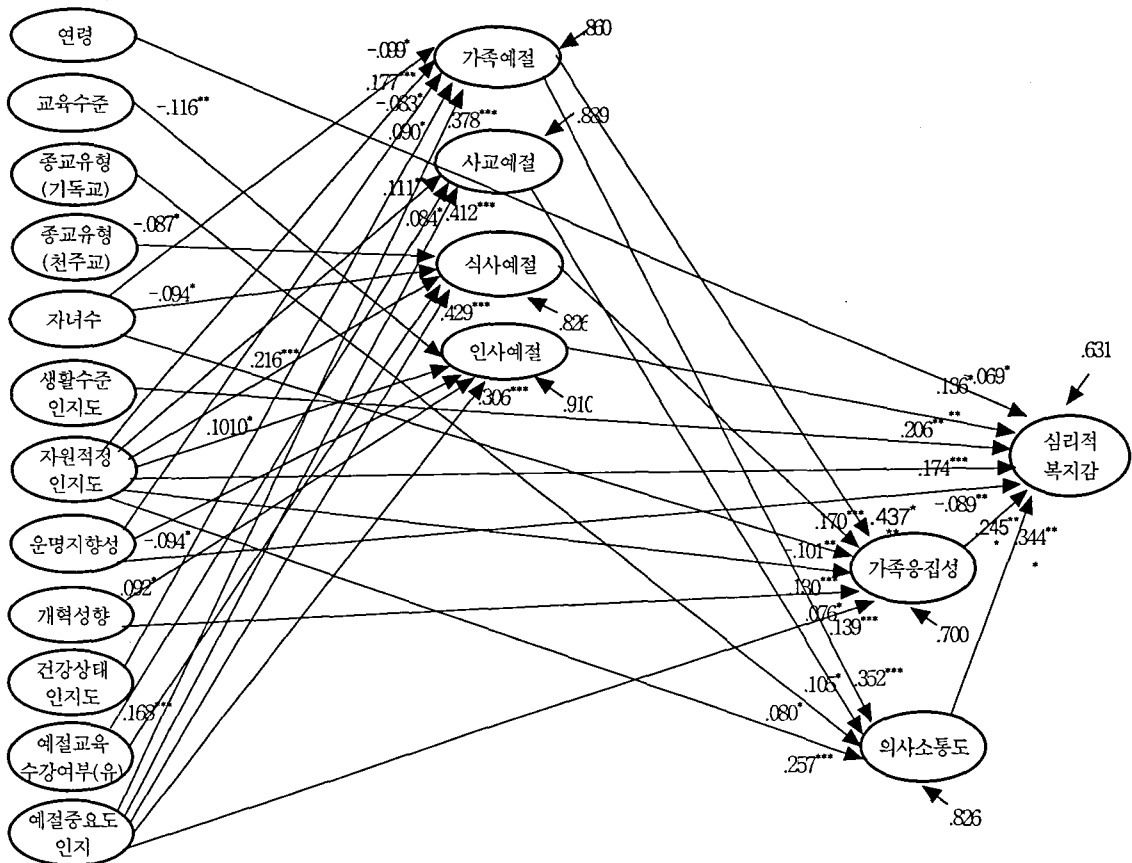 연령
교육수준
종교유형
(기독교)
종교유형
(천주교)
자녀수
생활수준
인지도
자원적정
인지도
운명지향성
개혁성향
건강상태
인지도
예절교육
수강여부(유)
예절중요도
인지
-.116**
-.087*
-.094*
.216***
.1010*
-.094*
.092*
.168***
-.099*
.177***
-.083*
.090*
.378***
.111*
.084*
.412***
.429***
.306***
가족예절
.860
사교예절
.839
식사예절
.826
인사예절
.910
.136*
.069*
.206**
**
.174***
-.089**
.631
심리적
복지감
.170***
.437*
**
-.101**
.130***
.076*
.139***
가족응집성
.700
.245**
*
.344**
*
.105*
.352***
.080*
.257***
의사소통도
.826